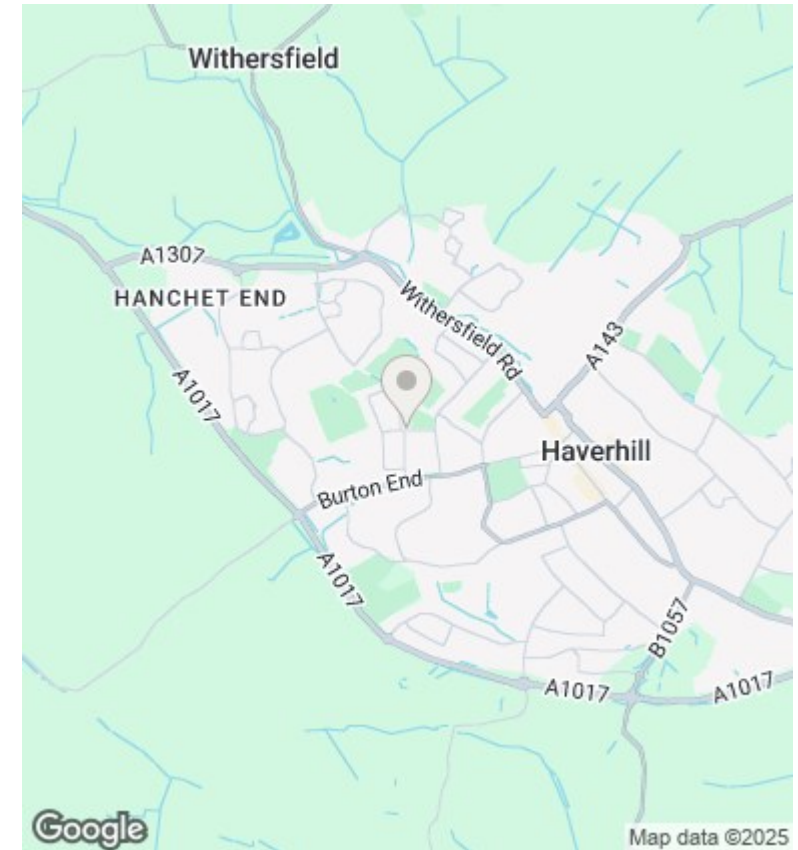 Withersfield
A1307
HANCHET END
Withersfield Rd
A143
A1017
Haverhill
Burton End
A1017
B1057
A1017
A1017
Google
Map data ©2025